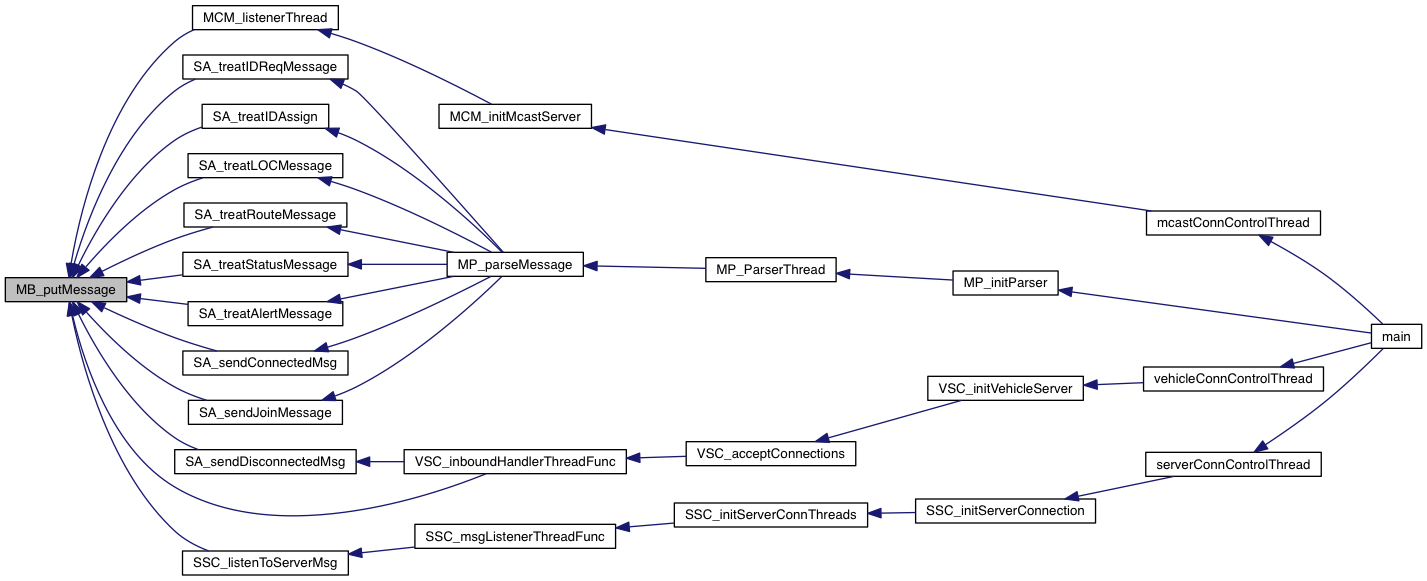 MCM_listenerThread
SA_treatIDReqMessage
SA_treatIDAssign
MCM_initMcastServer
SA_treatLOCMessage
SA_treatRouteMessage
mcastConnControlThread
SA_treatStatusMessage
MP_parseMessage
MP_ParserThread
MP_initParser
MB_putMessage
SA_treatAlertMessage
main
SA_sendConnectedMsg
VSC_initVehicleServer
vehicleConnControlThread
SA_sendJoinMessage
SA_sendDisconnectedMsg
VSC_inboundHandlerThreadFunc
VSC_acceptConnections
serverConnControlThread
SSC_initServerConnThreads
SSC_initServerConnection
SSC_msgListenerThreadFunc
SSC_listenToServerMsg